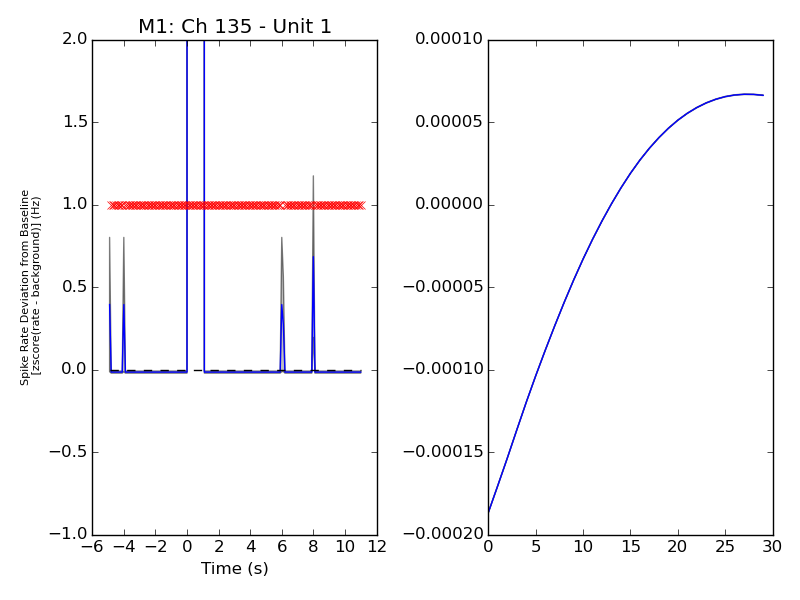 M1: Ch 135 - Unit 1
2.0
1.5
1.0
0.5
0.0
−0.5
−1.0
−6 −4 −2 0 2 4 6 8 10 12
Time (s)
Spike Rate Deviation from Baseline
[zscore(rate - background)] (Hz)
0.00010
0.00005
0.00000
−0.00005
−0.00010
−0.00015
−0.00020
0 5 10 15 20 25 30